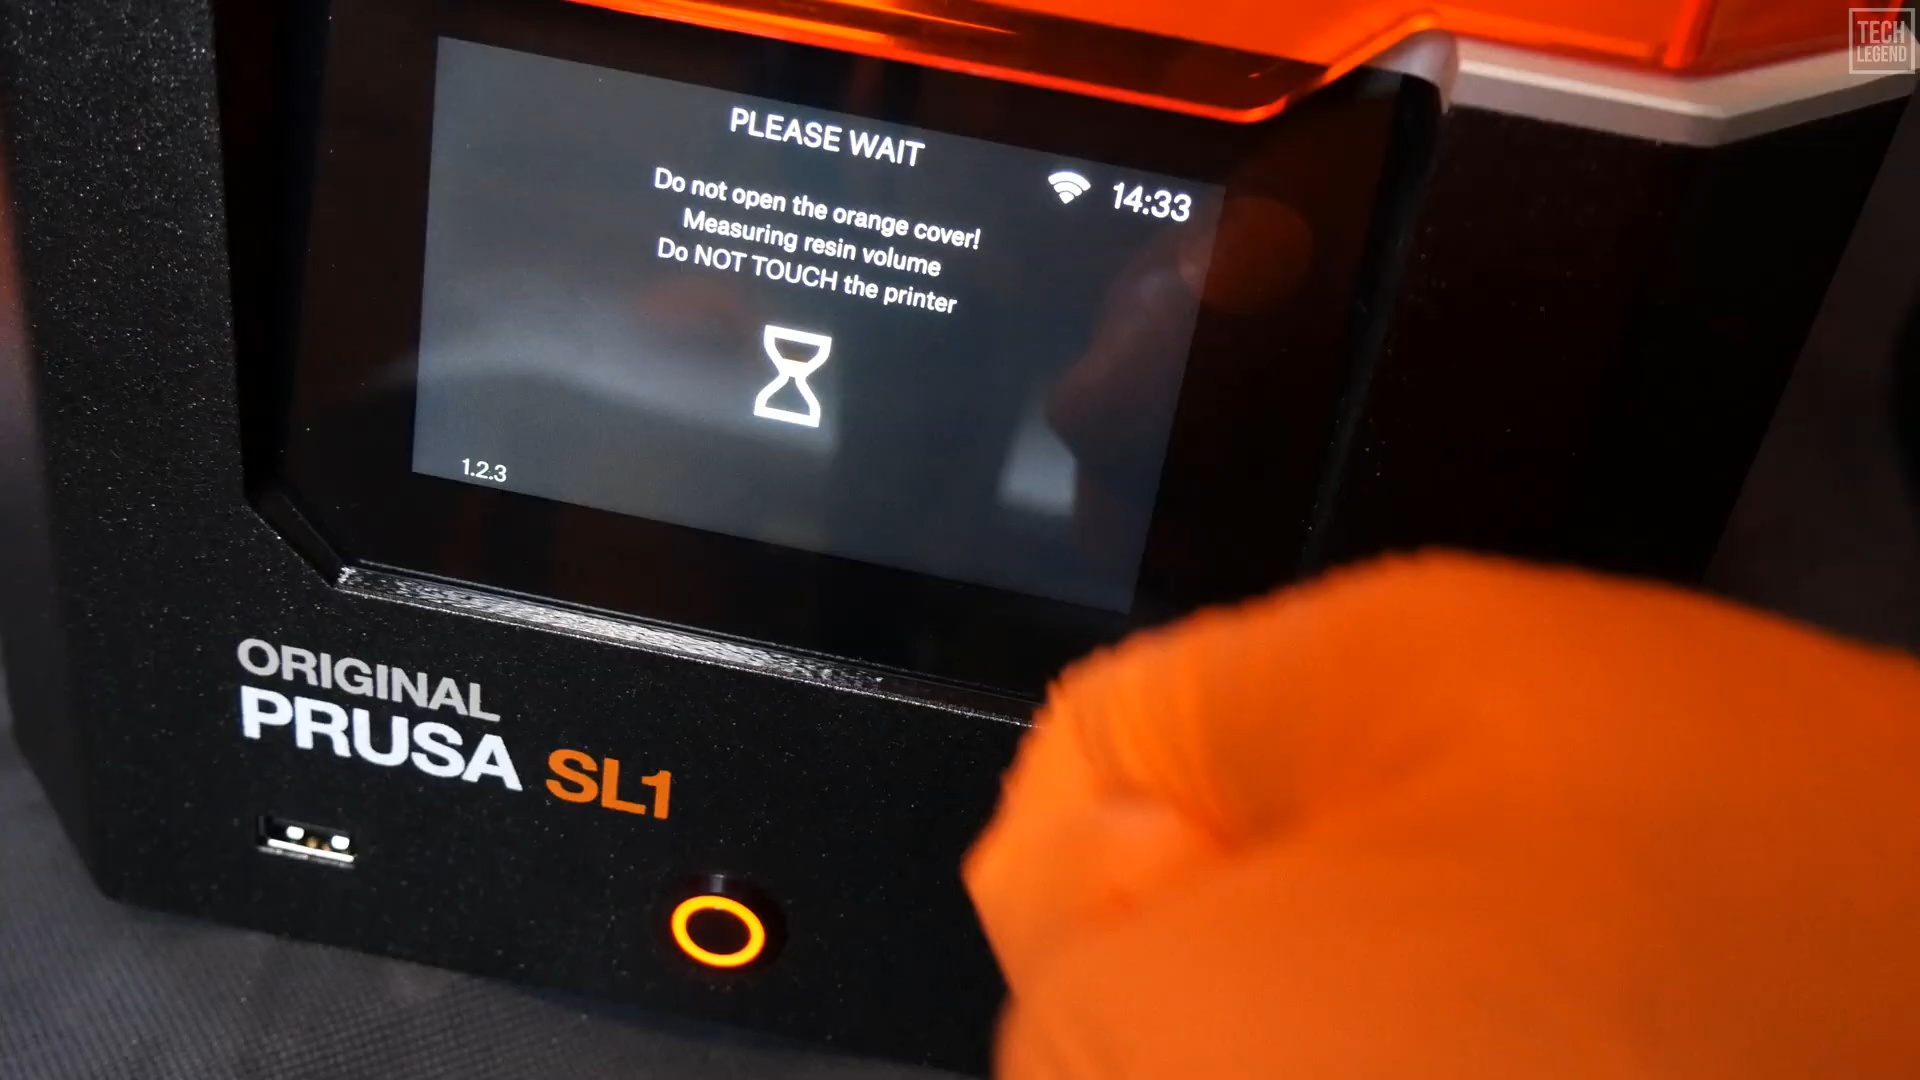 TECH
LEGEND
PLEASE WAIT
14:33
Do not open the orange cover!
Measuring resin volume
Do NOT TOUCH the printer
1.2.3
ORIGINAL
PRUSA SL1